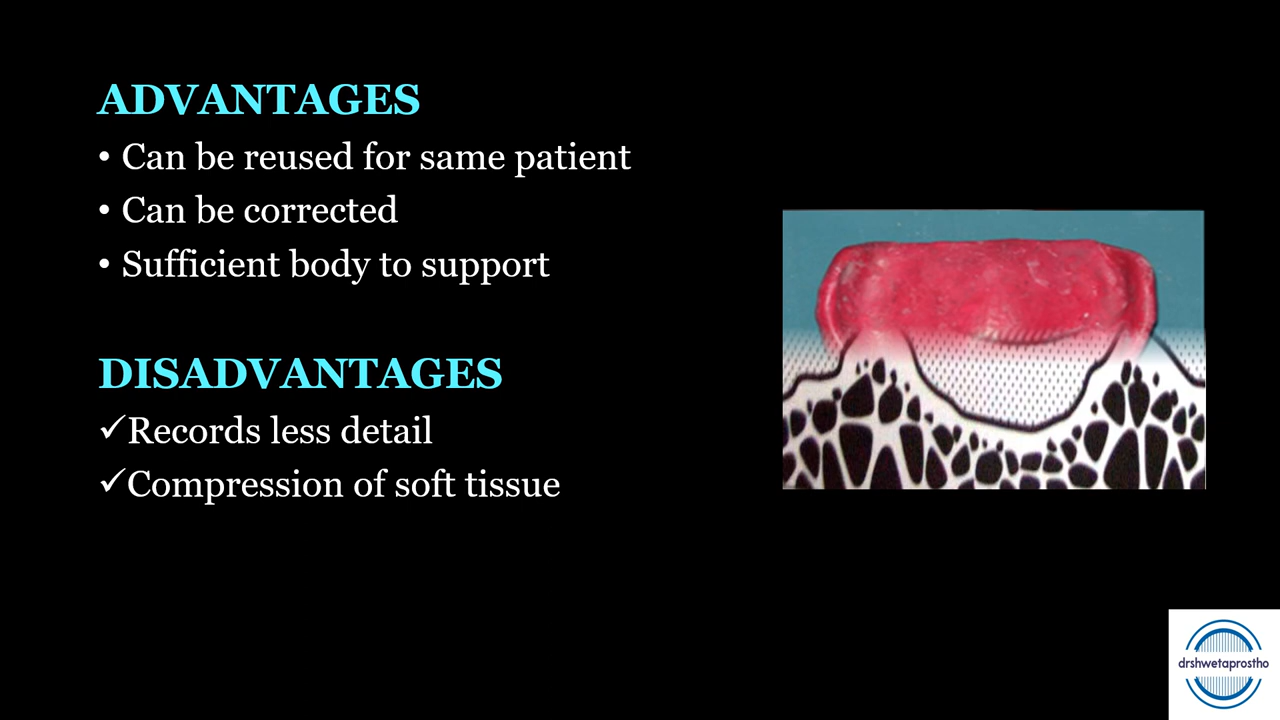 ADVANTAGES
• Can be reused for same patient
• Can be corrected
• Sufficient body to support
DISADVANTAGES
✓Records less detail
✓Compression of soft tissue
drshwetaprostho